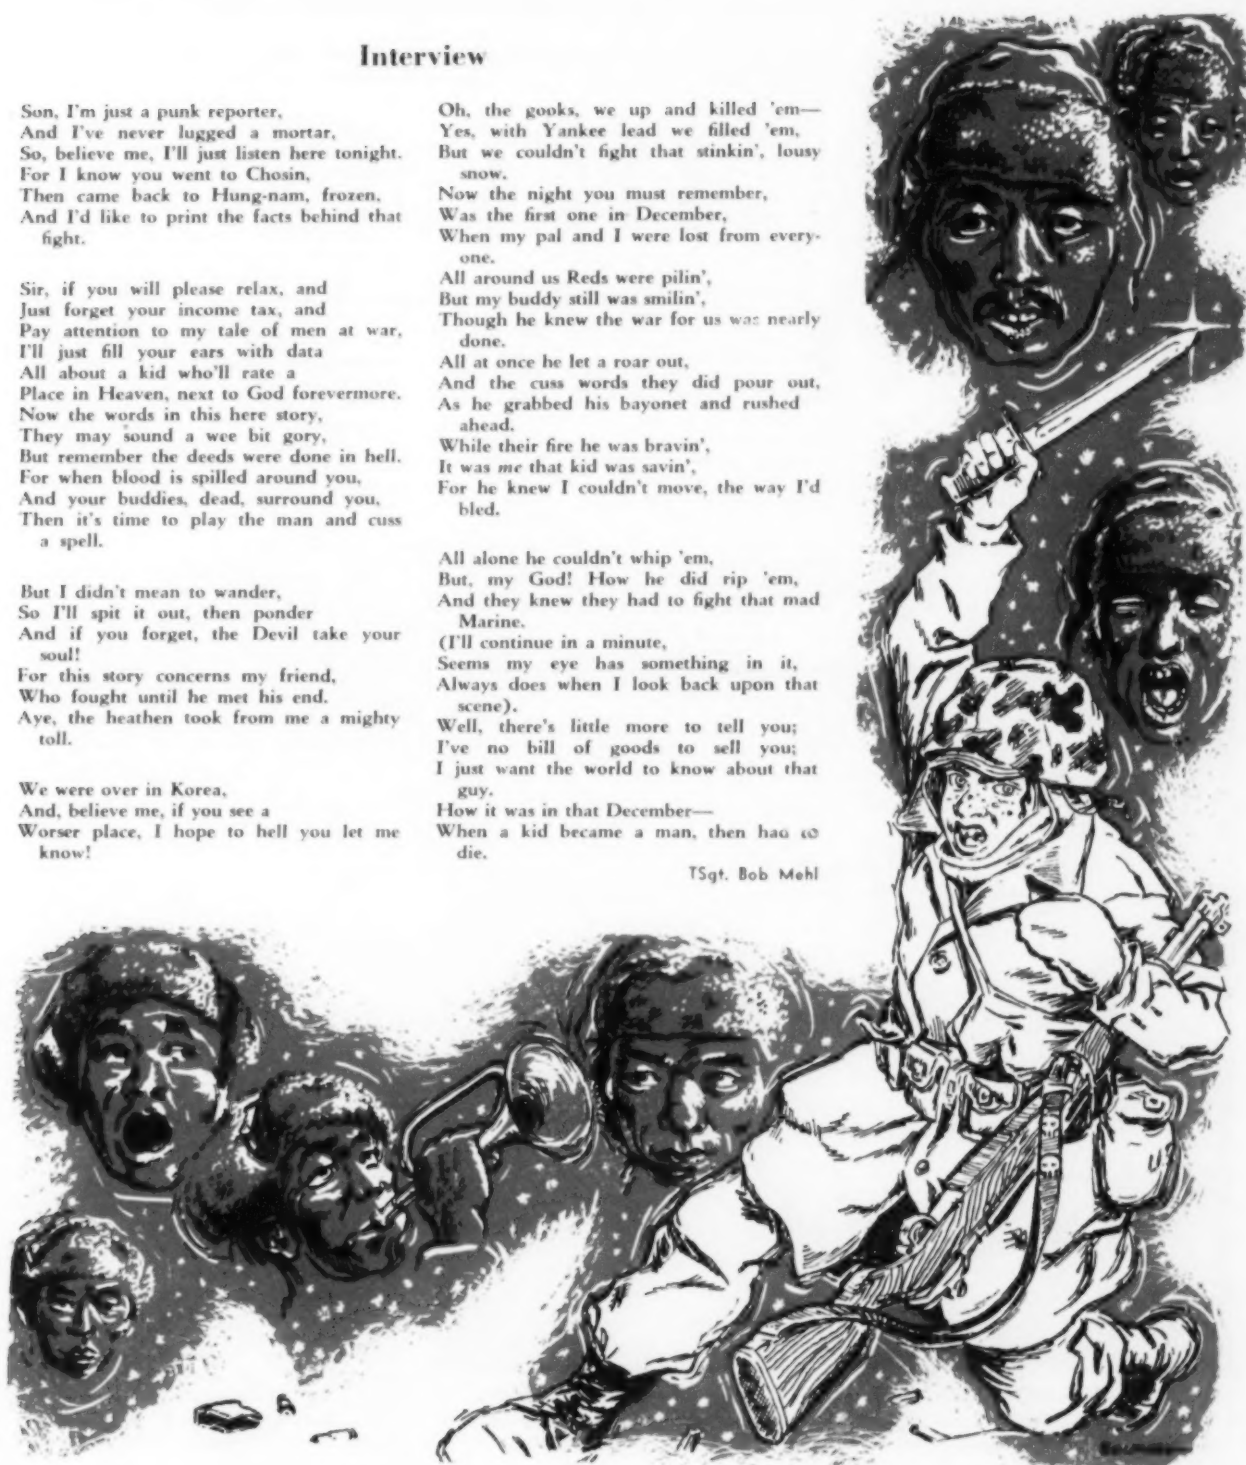 Interview
Son, I'm just a punk reporter,
And I've never lugged a mortar,
So, believe me, I'll just listen here tonight.
For I know you went to Chosin,
Then came back to Hung-nam, frozen,
And I'd like to print the facts behind that
fight.
Sir, if you will please relax, and
Just forget your income tax, and
Pay attention to my tale of men at war,
I'll just fill your ears with data
All about a kid who'll rate a
Place in Heaven, next to God forevermore.
Now the words in this here story,
They may sound a wee bit gory,
But remember the deeds were done in hell.
For when blood is spilled around you,
And your buddies, dead, surround you,
Then it's time to play the man and cuss
a spell.
But I didn't mean to wander,
So I'll spit it out, then ponder
And if you forget, the Devil take your
soul!
For this story concerns my friend,
Who fought until he met his end.
Aye, the heathen took from me a mighty
toll.
We were over in Korea,
And, believe me, if you see a
Worser place, I hope to hell you let me
know!
Oh, the gooks, we up and killed 'em—
Yes, with Yankee lead we filled 'em,
But we couldn't fight that stinkin', lousy
snow.
Now the night you must remember,
Was the first one in December,
When my pal and I were lost from every-
one.
All around us Reds were pilin',
But my buddy still was smilin',
Though he knew the war for us was nearly
done.
All at once he let a roar out,
And the cuss words they did pour out,
As he grabbed his bayonet and rushed
ahead.
While their fire he was bravin',
It was me that kid was savin',
For he knew I couldn't move, the way I'd
bled.
All alone he couldn't whip 'em,
But, my God! How he did rip 'em,
And they knew they had to fight that mad
Marine.
(I'll continue in a minute,
Seems my eye has something in it,
Always does when I look back upon that
scene).
Well, there's little more to tell you;
I've no bill of goods to sell you;
I just want the world to know about that
guy.
How it was in that December—
When a kid became a man, then had to
die.
TSgt. Bob Mehl